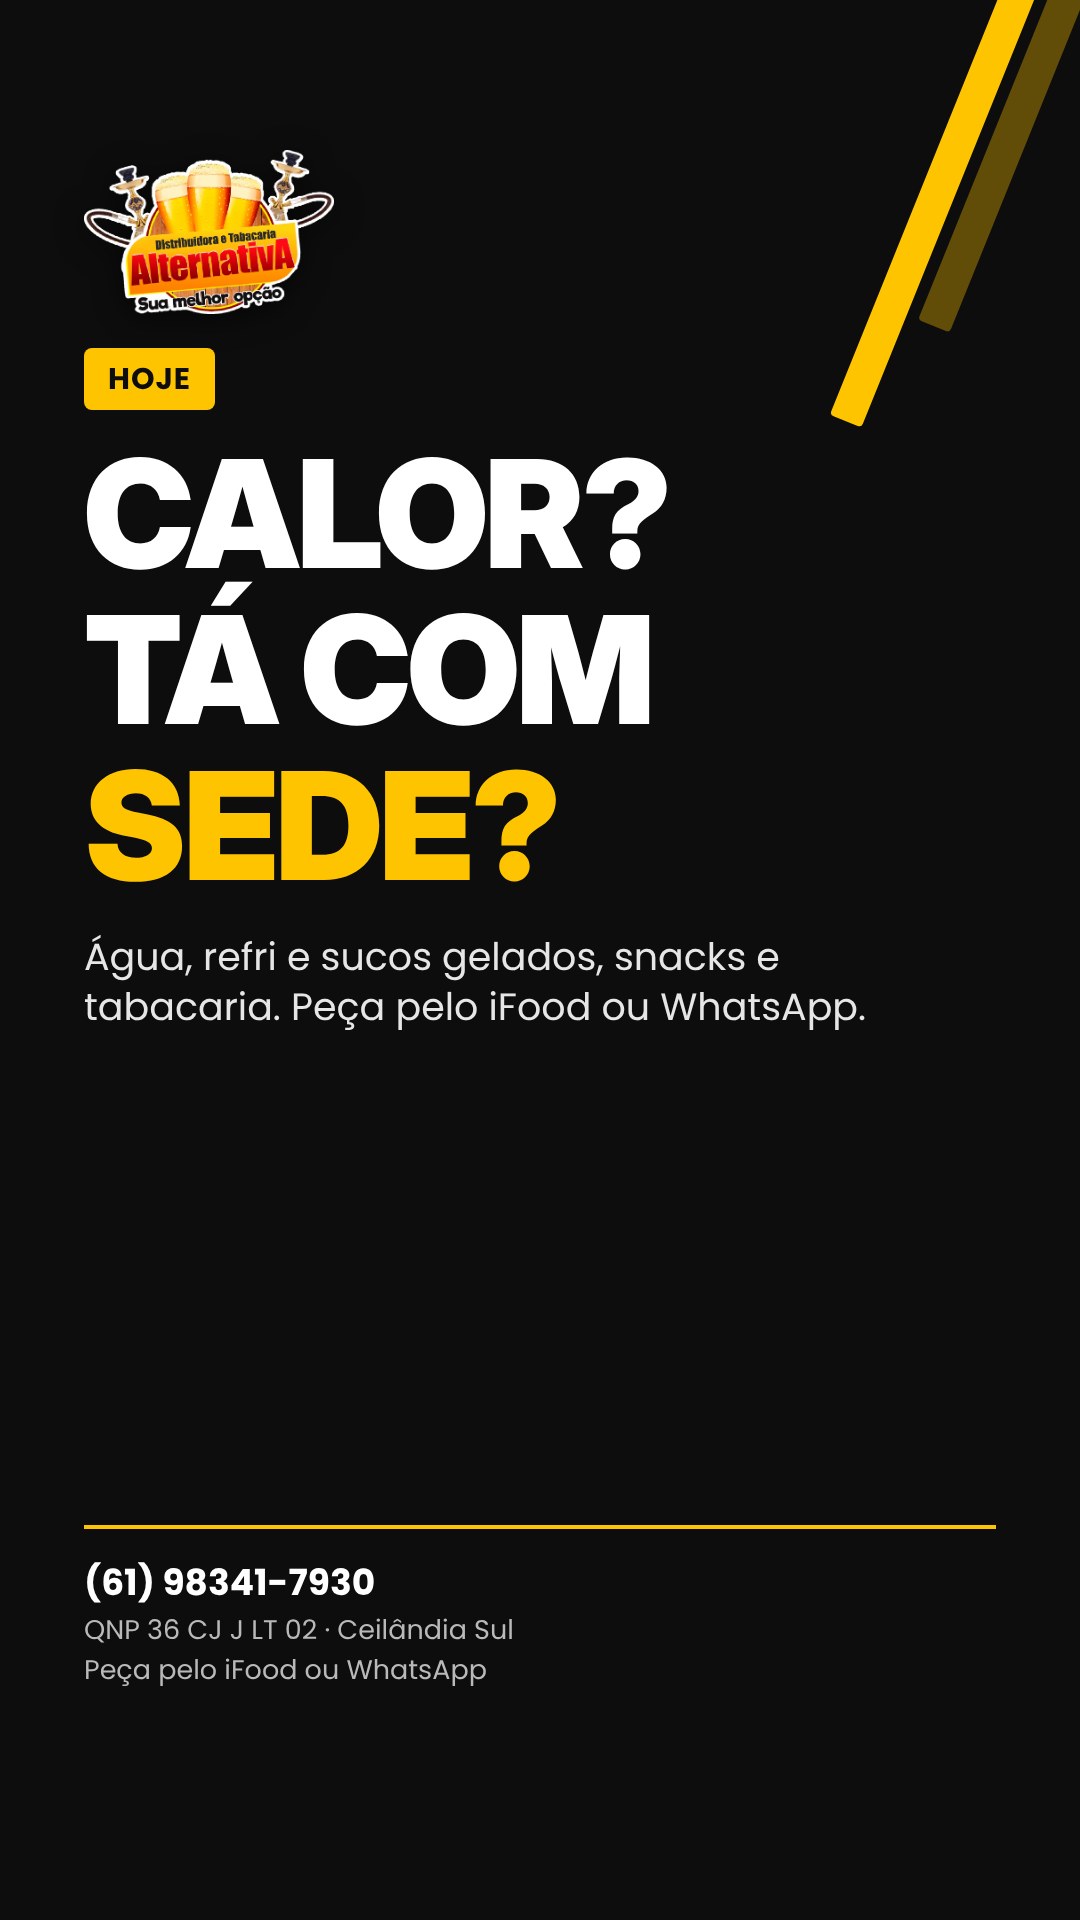 Distribuidora e Tabacaria
AlternativA
Sua melhor opção
HOJE
CALOR?
TÁ COM
SEDE?
Água, refri e sucos gelados, snacks e
tabacaria. Peça pelo iFood ou WhatsApp.
(61) 98341-7930
QNP 36 CJ J LT 02 · Ceilândia Sul
Peça pelo iFood ou WhatsApp